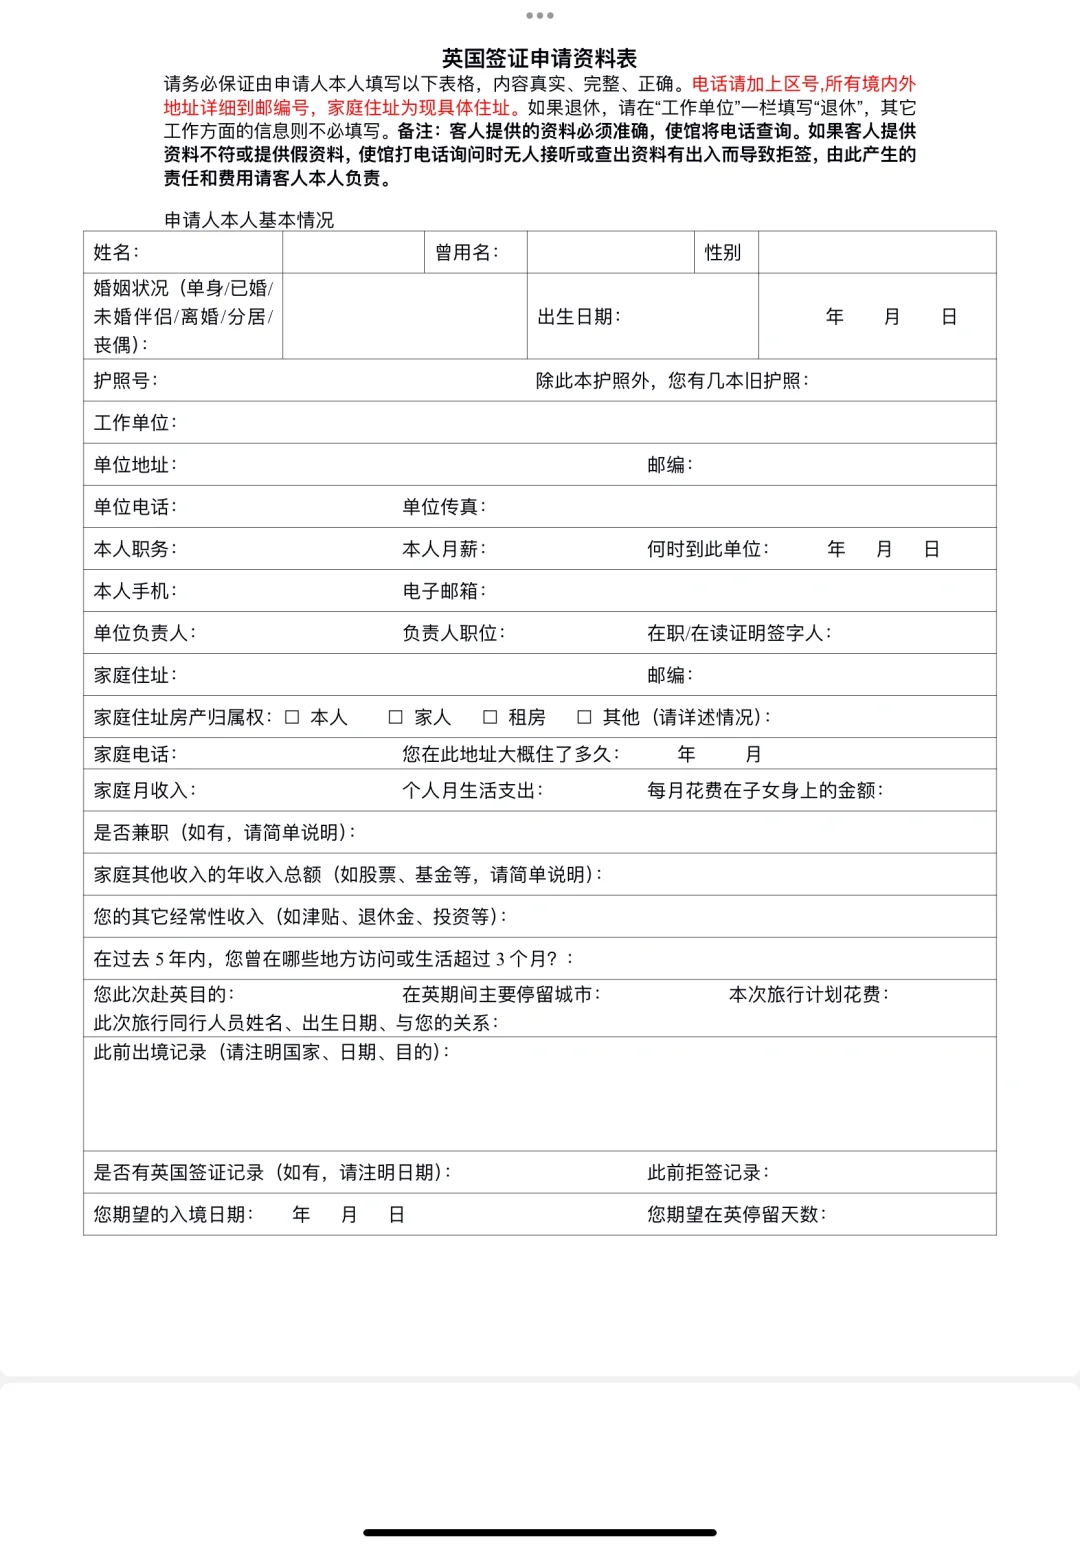 英国签证申请资料表
请务必保证由申请人本人填写以下表格，内容真实、完整、正确。电话请加上区号,所有境内外
地址详细到邮编号，家庭住址为现具体住址。如果退休，请在“工作单位”一栏填写“退休”，其它
工作方面的信息则不必填写。备注：客人提供的资料必须准确，使馆将电话查询。如果客人提供
资料不符或提供假资料，使馆打电话询问时无人接听或查出资料有出入而导致拒签，由此产生的
责任和费用请客人本人负责。
申请人本人基本情况
姓名： 曾用名： 性别
婚姻状况（单身/已婚/
未婚伴侣/离婚/分居/
丧偶）：
出生日期： 年 月 日
护照号： 除此本护照外，您有几本旧护照：
工作单位：
单位地址： 邮编：
单位电话： 单位传真：
本人职务： 本人月薪： 何时到此单位： 年 月 日
本人手机： 电子邮箱：
单位负责人： 负责人职位： 在职/在读证明签字人：
家庭住址： 邮编：
家庭住址房产归属权：□ 本人 □ 家人 □ 租房 □ 其他（请详述情况）：
家庭电话： 您在此地址大概住了多久： 年 月
家庭月收入： 个人月生活支出： 每月花费在子女身上的金额：
是否兼职（如有，请简单说明）：
家庭其他收入的年收入总额（如股票、基金等，请简单说明）：
您的其它经常性收入（如津贴、退休金、投资等）：
在过去 5 年内，您曾在哪些地方访问或生活超过 3 个月？：
您此次赴英目的： 在英期间主要停留城市： 本次旅行计划花费：
此次旅行同行人员姓名、出生日期、与您的关系：
此前出境记录（请注明国家、日期、目的）：
是否有英国签证记录（如有，请注明日期）： 此前拒签记录：
您期望的入境日期： 年 月 日 您期望在英停留天数：